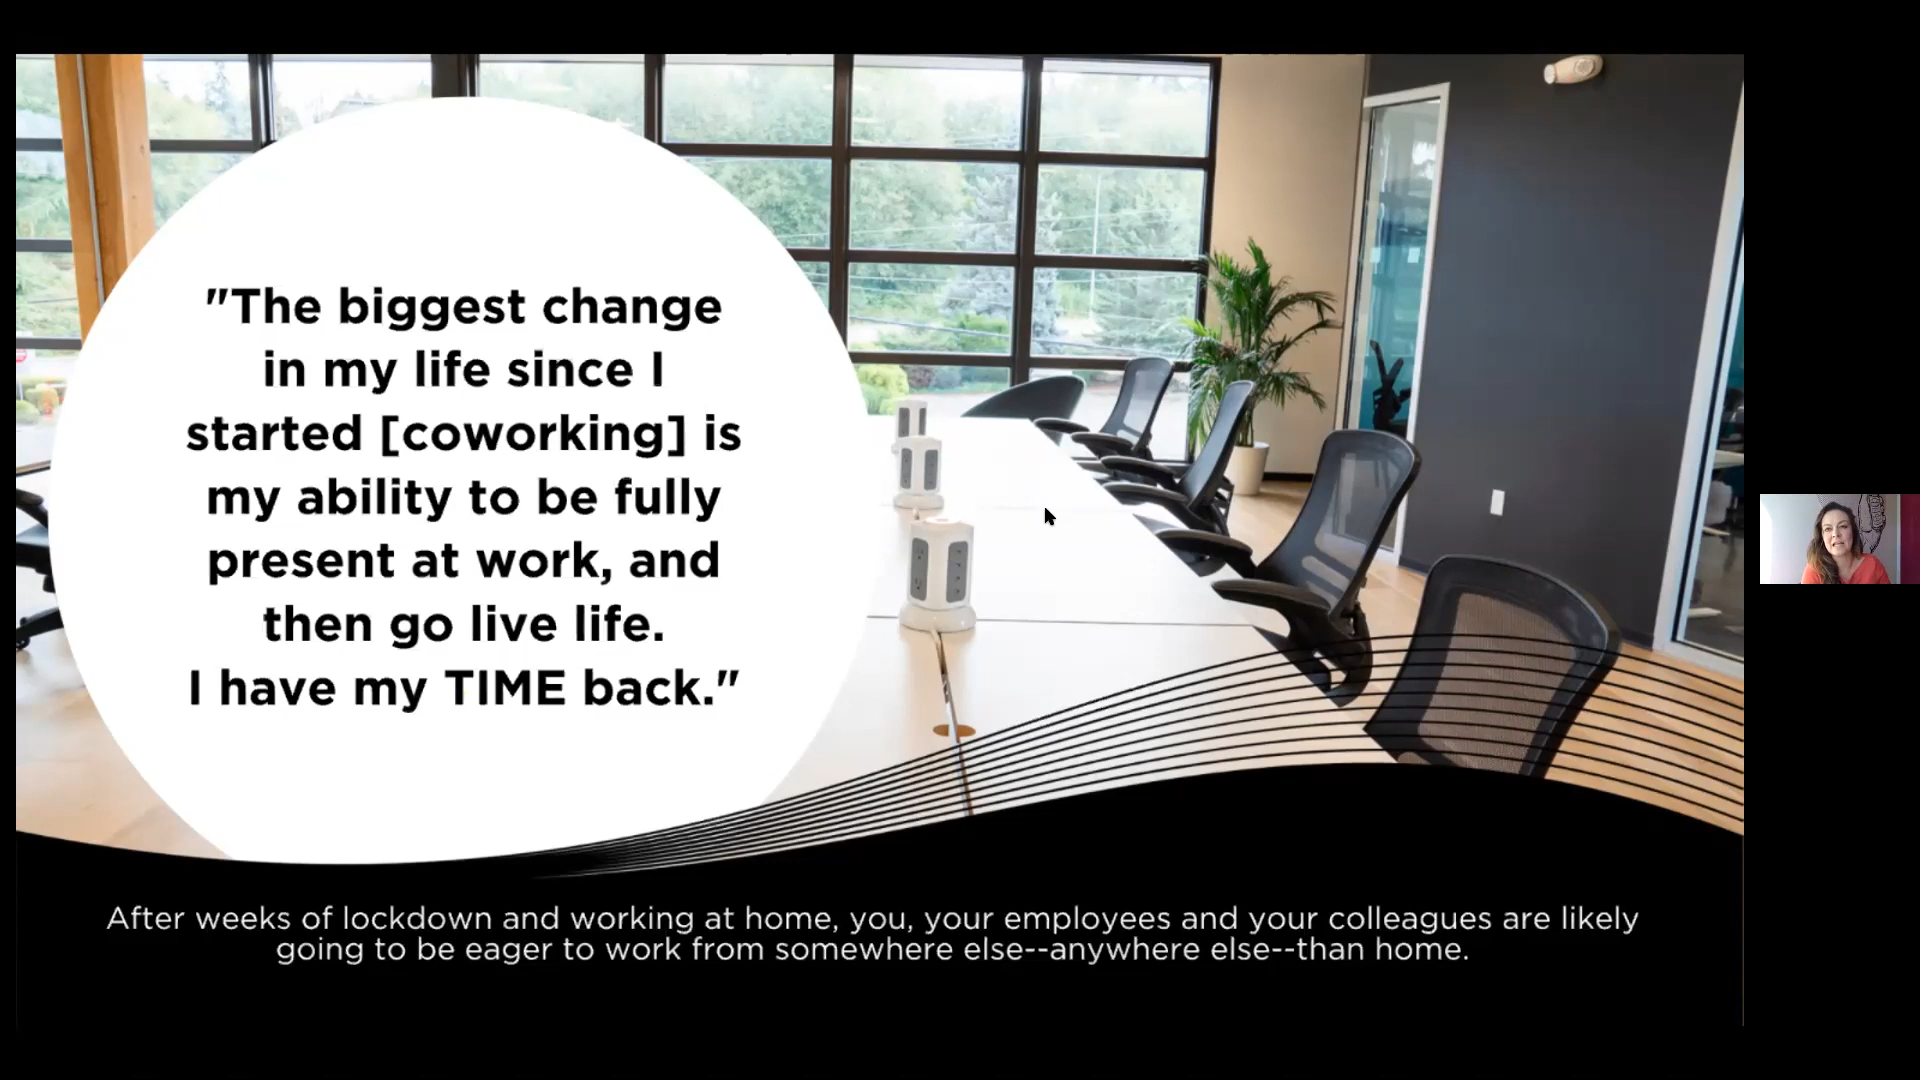 "The biggest change
in my life since I
started [coworking] is
my ability to be fully
present at work, and
then go live life.
I have my TIME back."
After weeks of lockdown and working at home, you, your employees and your colleagues are likely
going to be eager to work from somewhere else--anywhere else--than home.